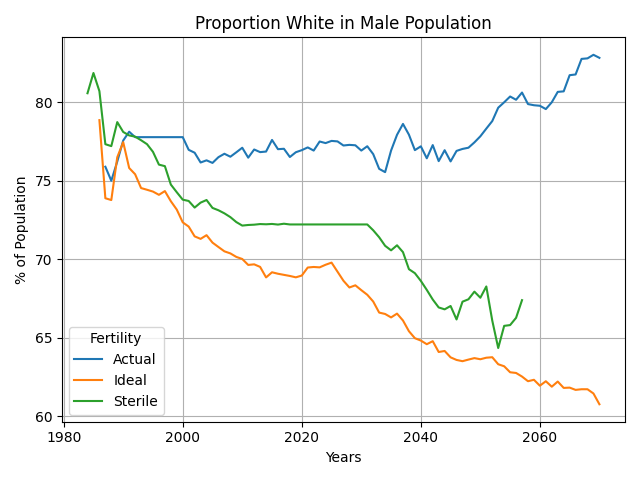 Proportion White in Male Population
% of Population
80
75
70
65
60
Fertility
Actual
Ideal
Sterile
1980
2000
2020
2040
2060
Years